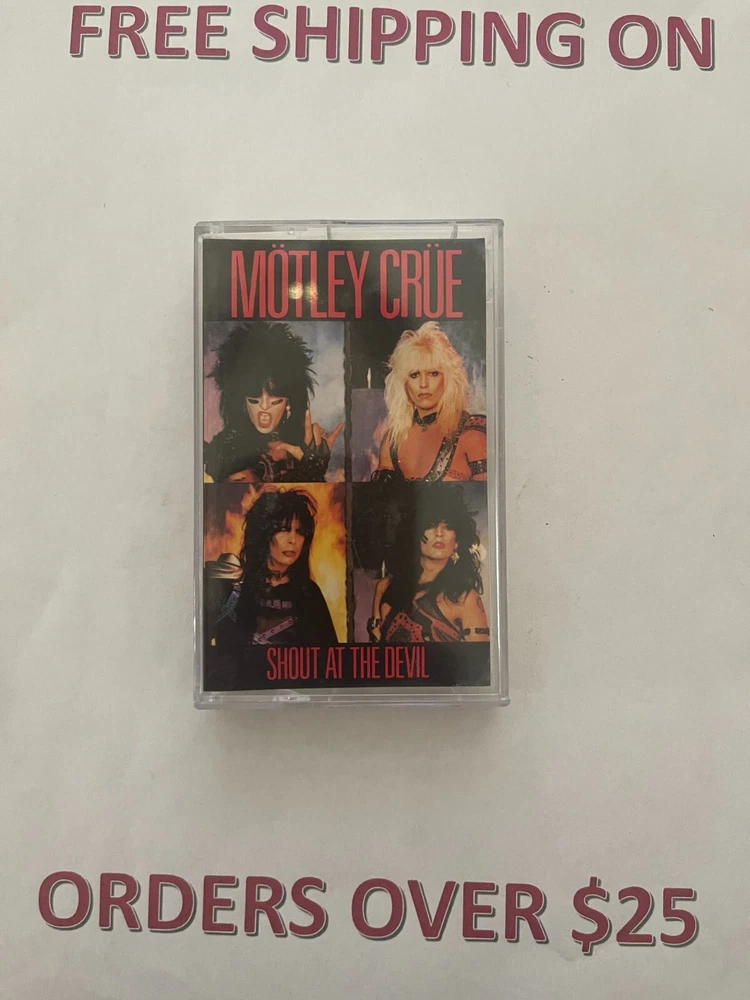 FREE SHIPPING ON
MÖTLEY CRÜE
SHOUT AT THE DEVIL
ORDERS OVER $25